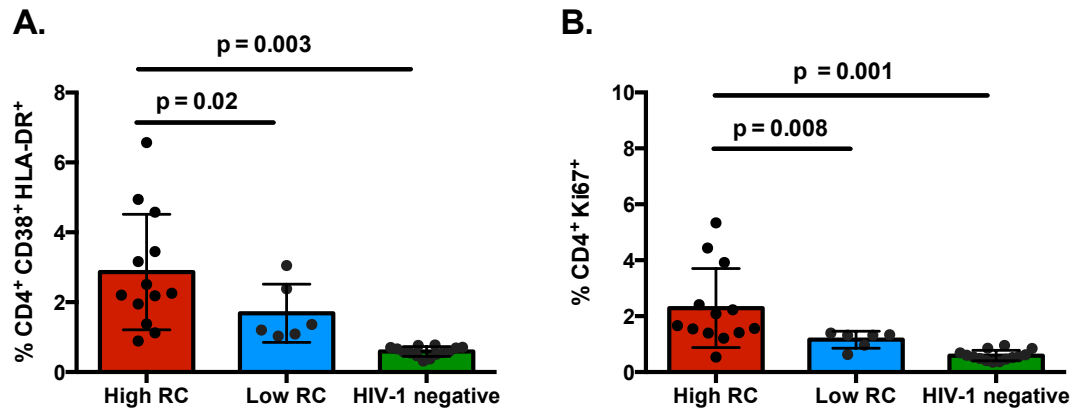 A.
p = 0.003
p = 0.02
% CD4⁺ CD38⁺ HLA-DR⁺
8
6
4
2
0
High RC Low RC HIV-1 negative
B.
p = 0.001
p = 0.008
% CD4⁺ Ki67⁺
10
8
6
4
2
0
High RC Low RC HIV-1 negative